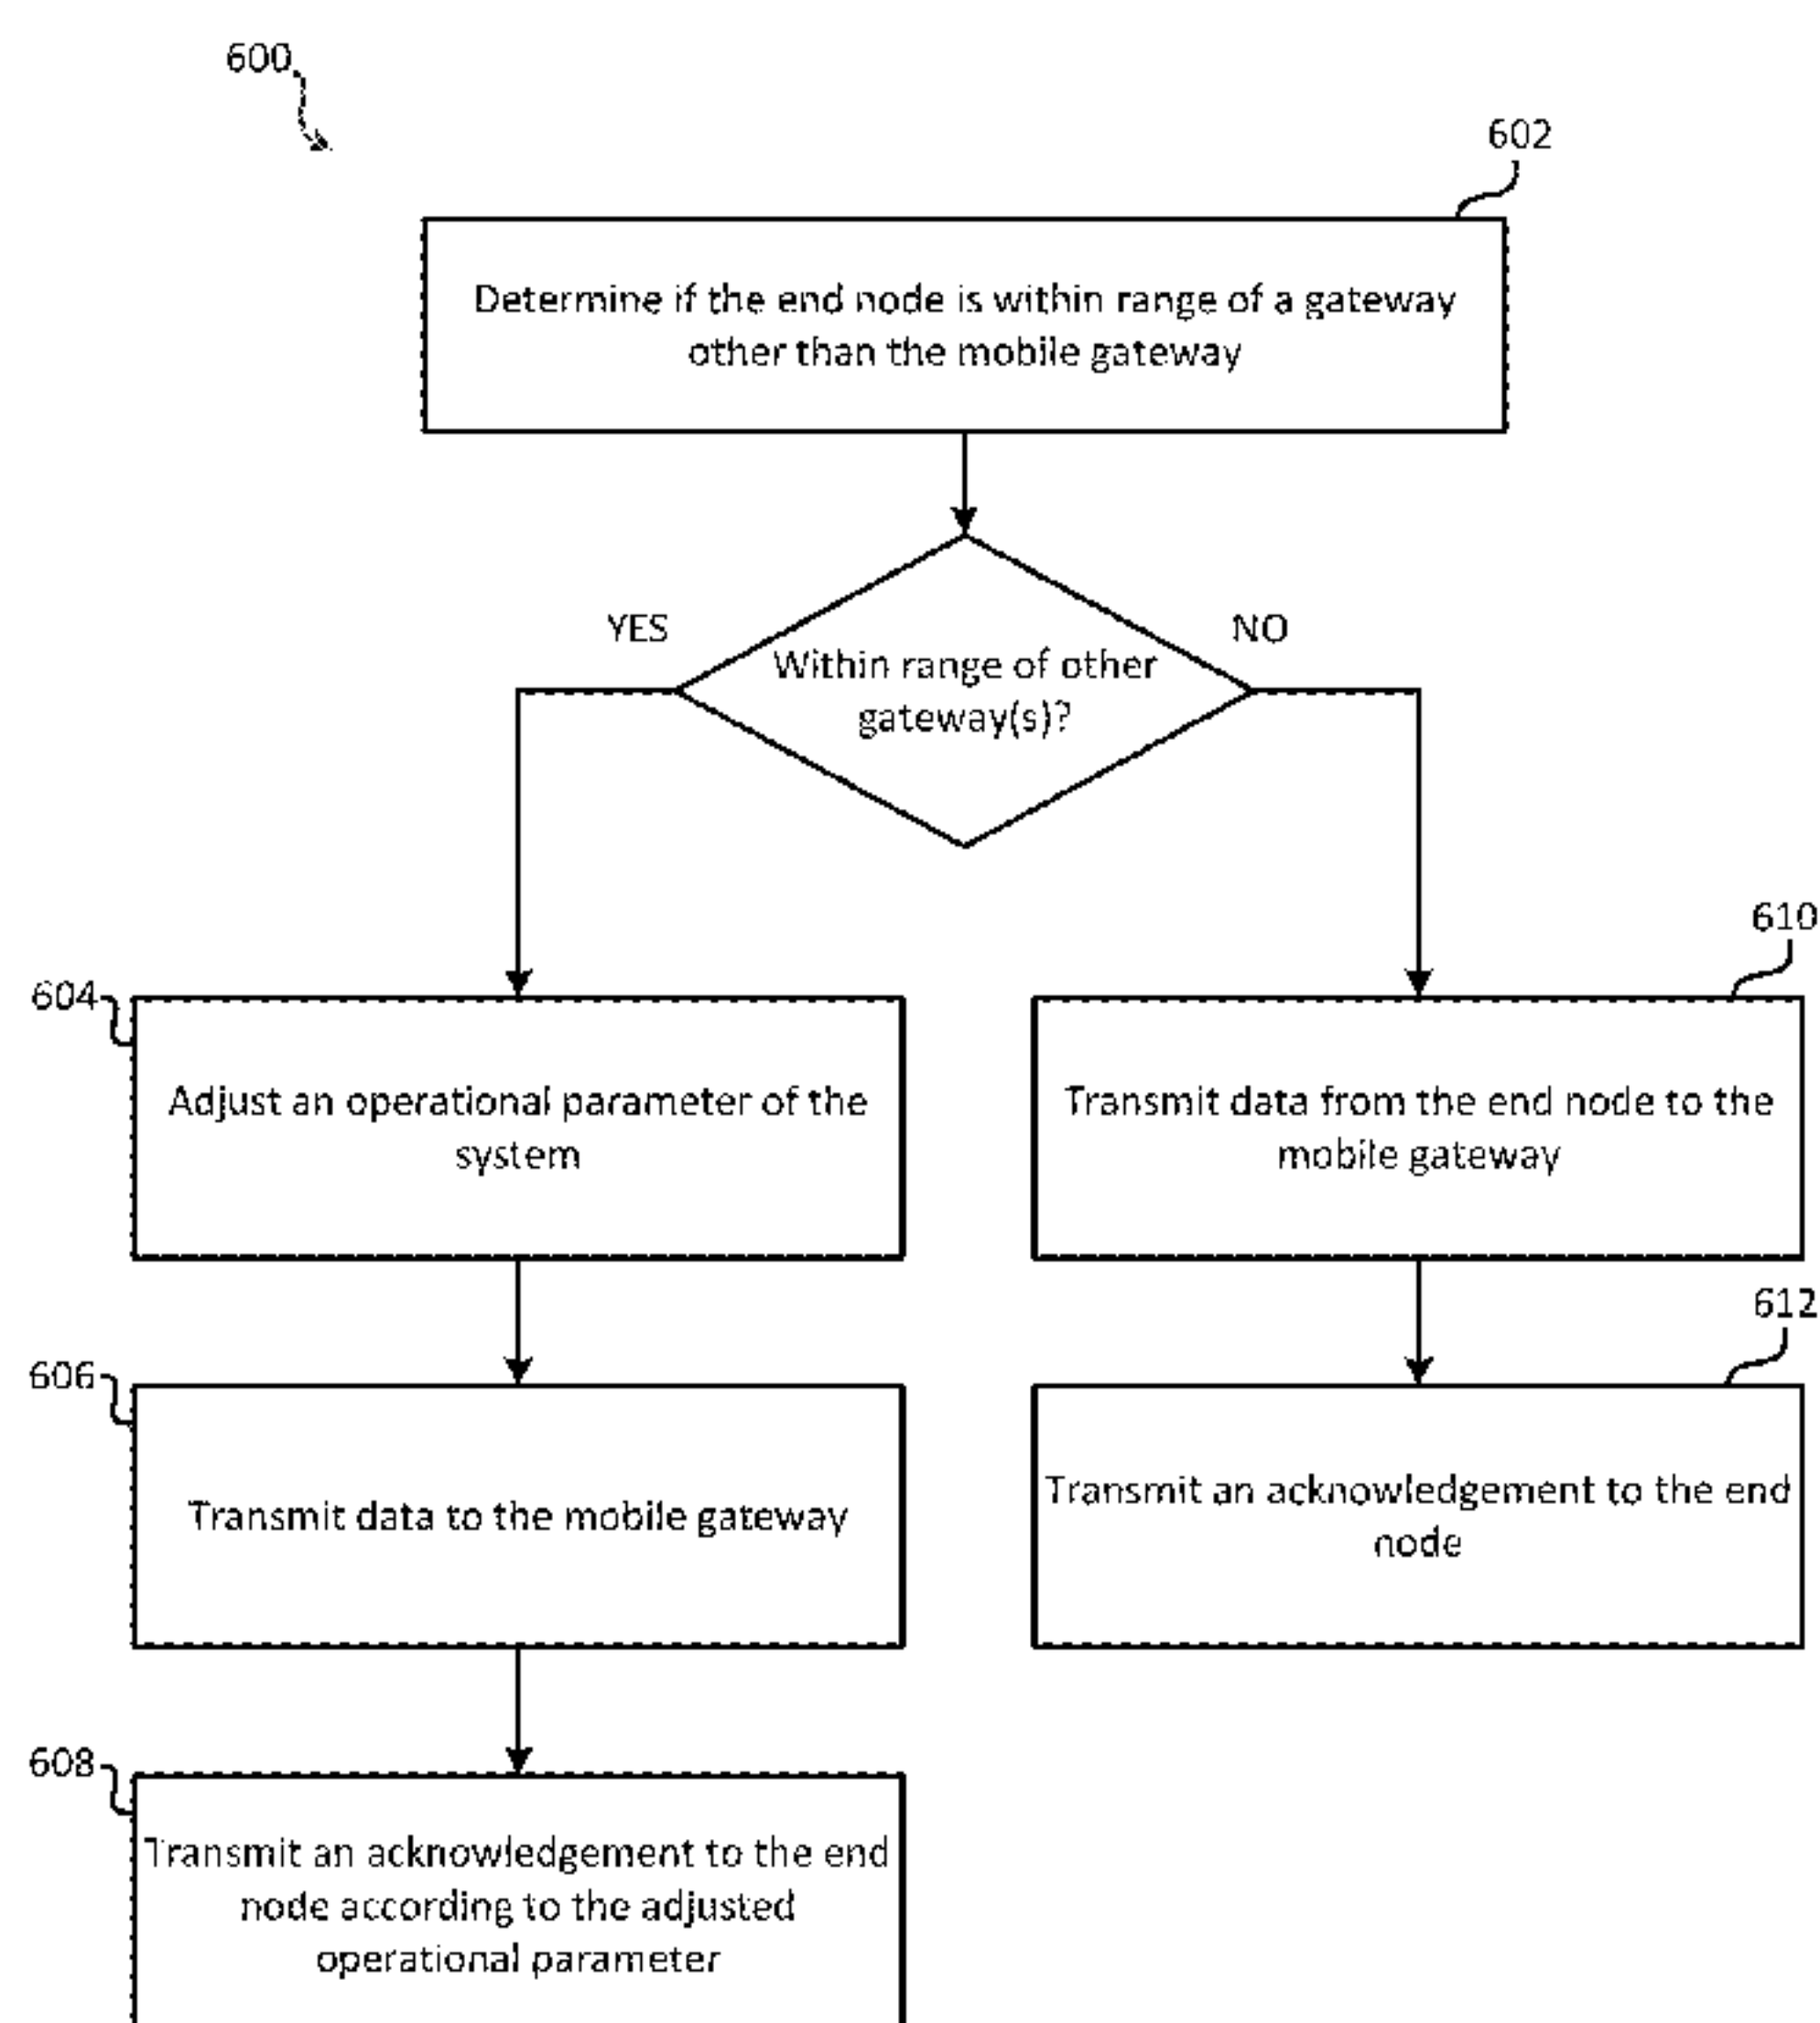 600
602
Determine if the end node is within range of a gateway
other than the mobile gateway
YES
NO
Within range of other
gateway(s)?
610
604
Adjust an operational parameter of the
system
Transmit data from the end node to the
mobile gateway
612
606
Transmit data to the mobile gateway
Transmit an acknowledgement to the end
node
608
Transmit an acknowledgement to the end
node according to the adjusted
operational parameter